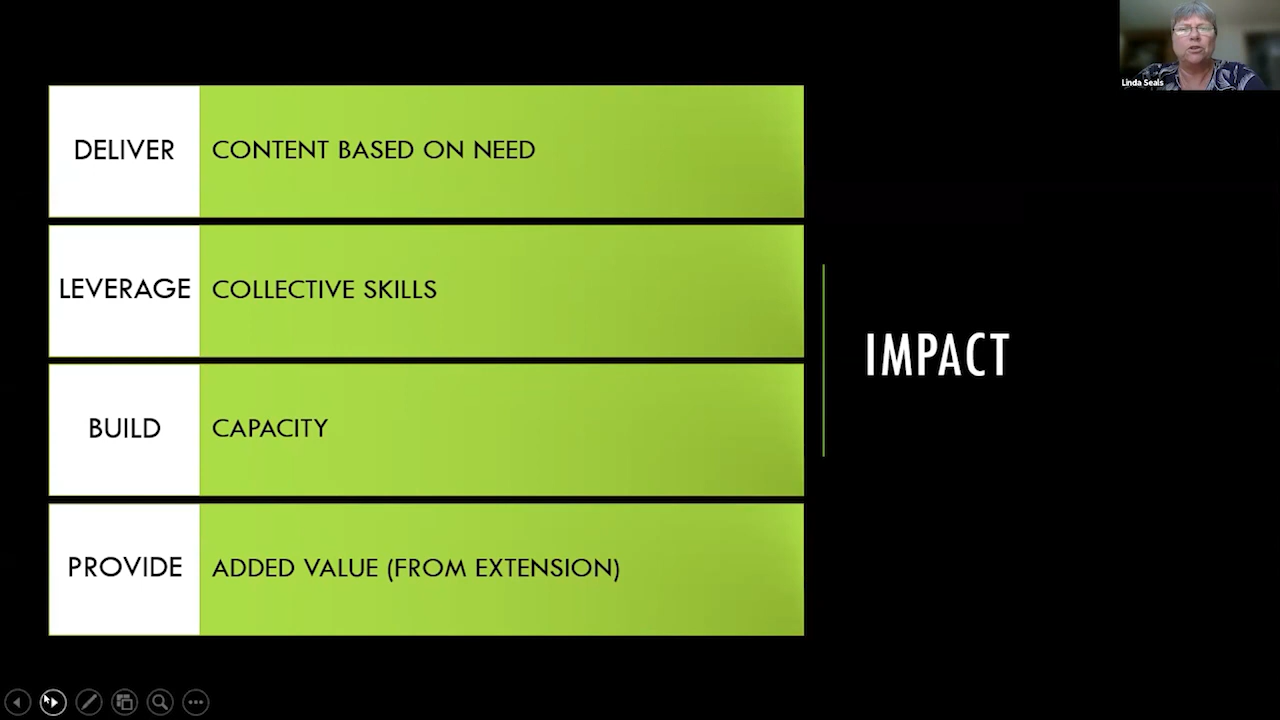 DELIVER CONTENT BASED ON NEED
LEVERAGE COLLECTIVE SKILLS
BUILD CAPACITY
PROVIDE ADDED VALUE (FROM EXTENSION)
IMPACT
Linda Seals